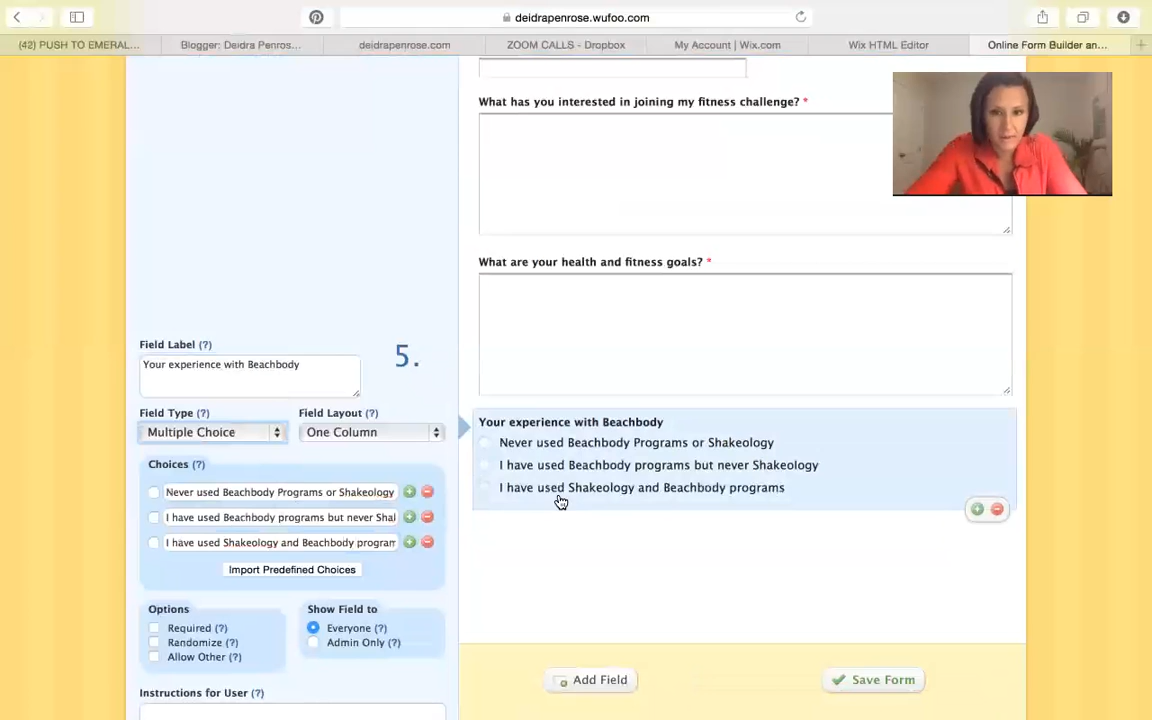 deidrapenrose.wufoo.com
(42) PUSH TO EMERAL...
Blogger: Deidra Penros...
deidrapenrose.com
ZOOM CALLS - Dropbox
My Account | Wix.com
Wix HTML Editor
Online Form Builder an...
What has you interested in joining my fitness challenge? *
What are your health and fitness goals? *
Field Label (?)
Your experience with Beachbody
5.
Field Type (?)
Field Layout (?)
Multiple Choice
One Column
Choices (?)
Never used Beachbody Programs or Shakeology
I have used Beachbody programs but never Shal
I have used Shakeology and Beachbody program
Import Predefined Choices
Options
Required (?)
Randomize (?)
Allow Other (?)
Show Field to
Everyone (?)
Admin Only (?)
Instructions for User (?)
Your experience with Beachbody
Never used Beachbody Programs or Shakeology
I have used Beachbody programs but never Shakeology
I have used Shakeology and Beachbody programs
Add Field
Save Form